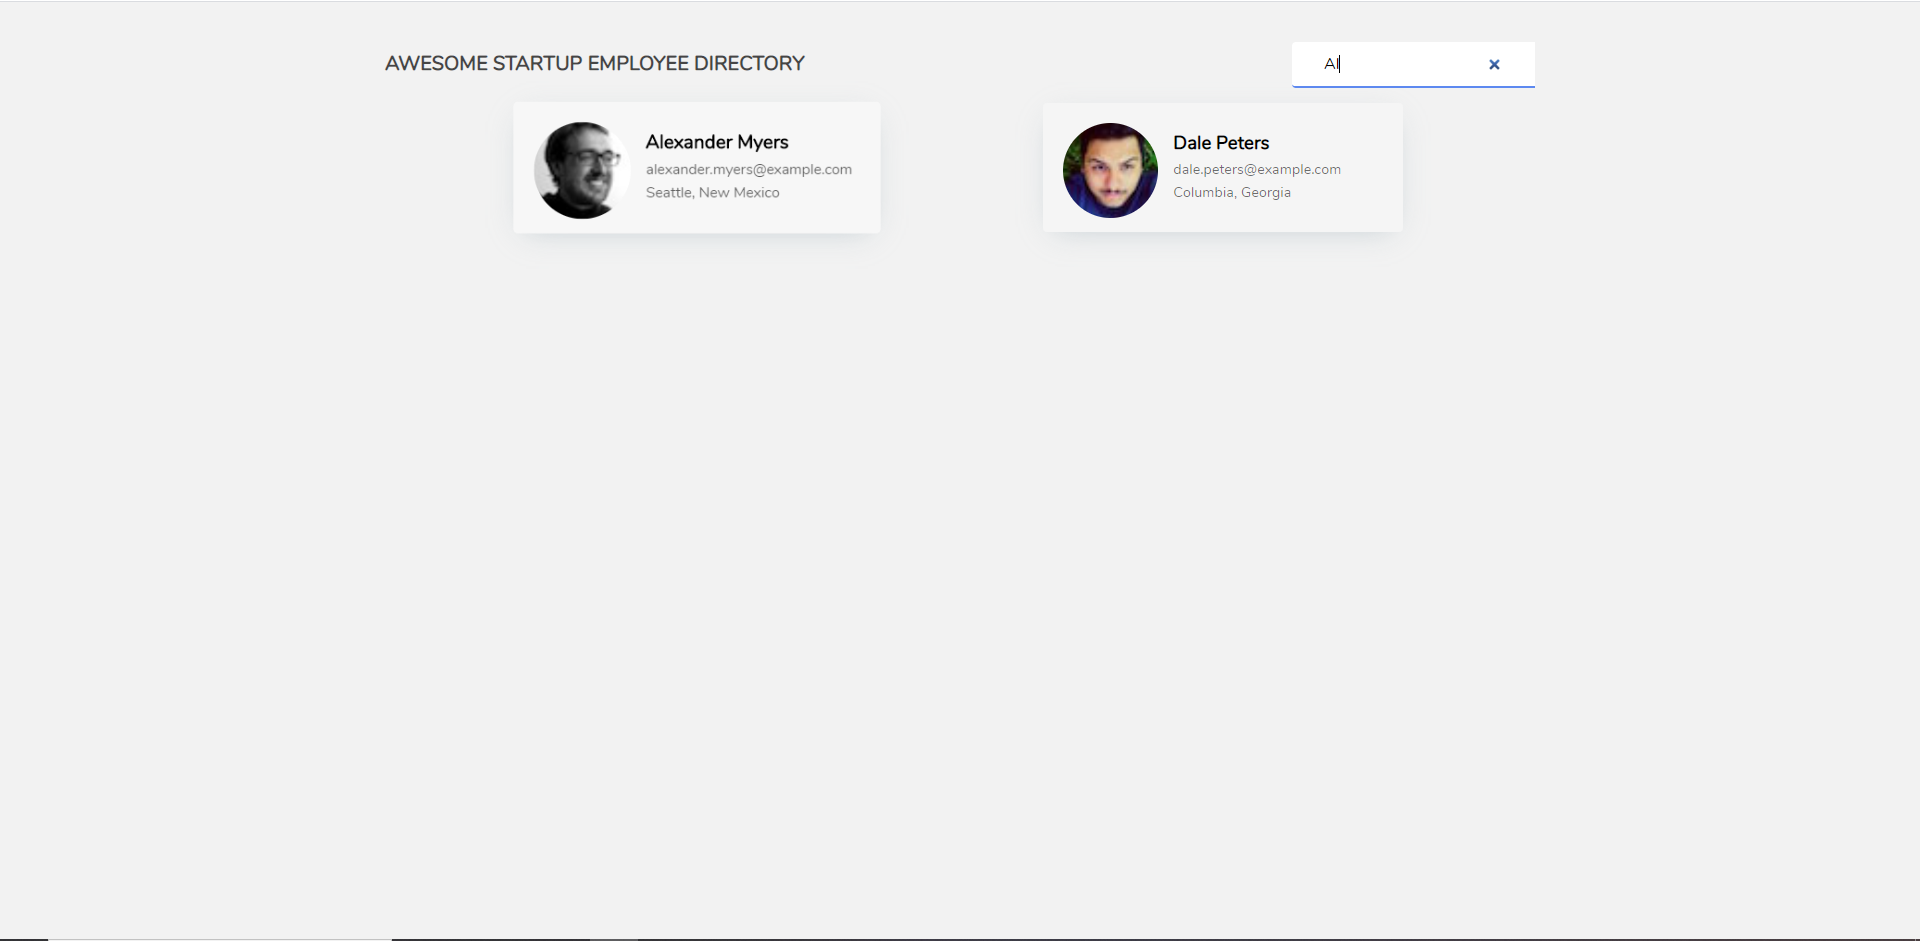 AWESOME STARTUP EMPLOYEE DIRECTORY
Al
Alexander Myers
alexander.myers@example.com
Seattle, New Mexico
Dale Peters
dale.peters@example.com
Columbia, Georgia